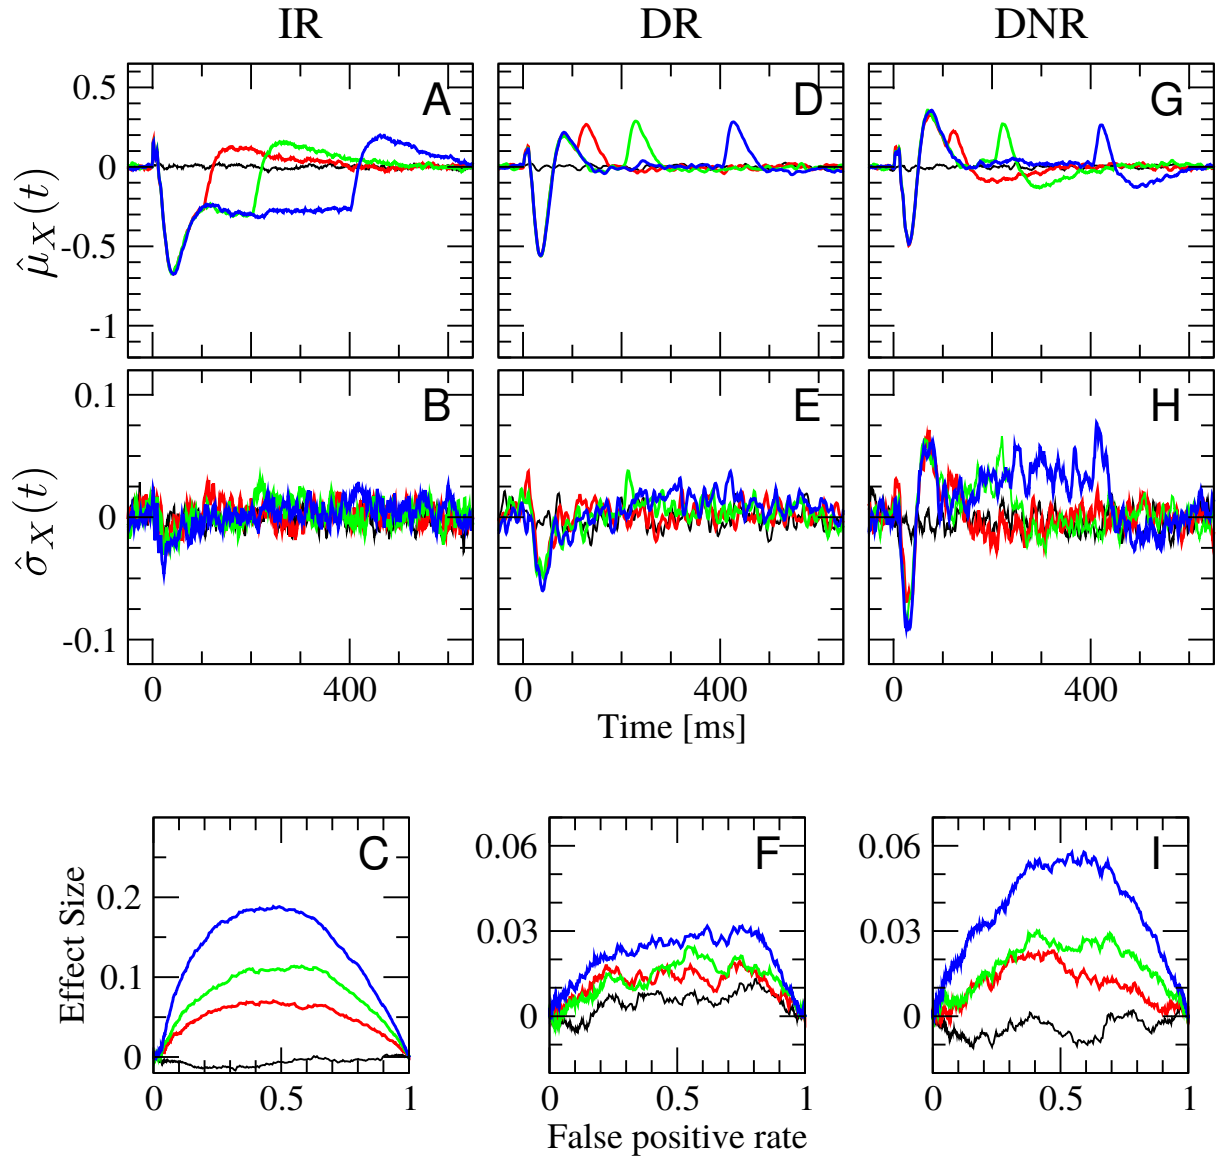 IR DR DNR
A D G
0.5
0
-0.5
-1
μ̂X(t)
B E H
0.1
0
-0.1
σ̂X(t)
0 400 0 400 0 400
Time [ms]
C F I
0.2
0.1
0
Effect Size
0.06
0.03
0
0.06
0.03
0
0 0.5 1 0 0.5 1 0 0.5 1
False positive rate